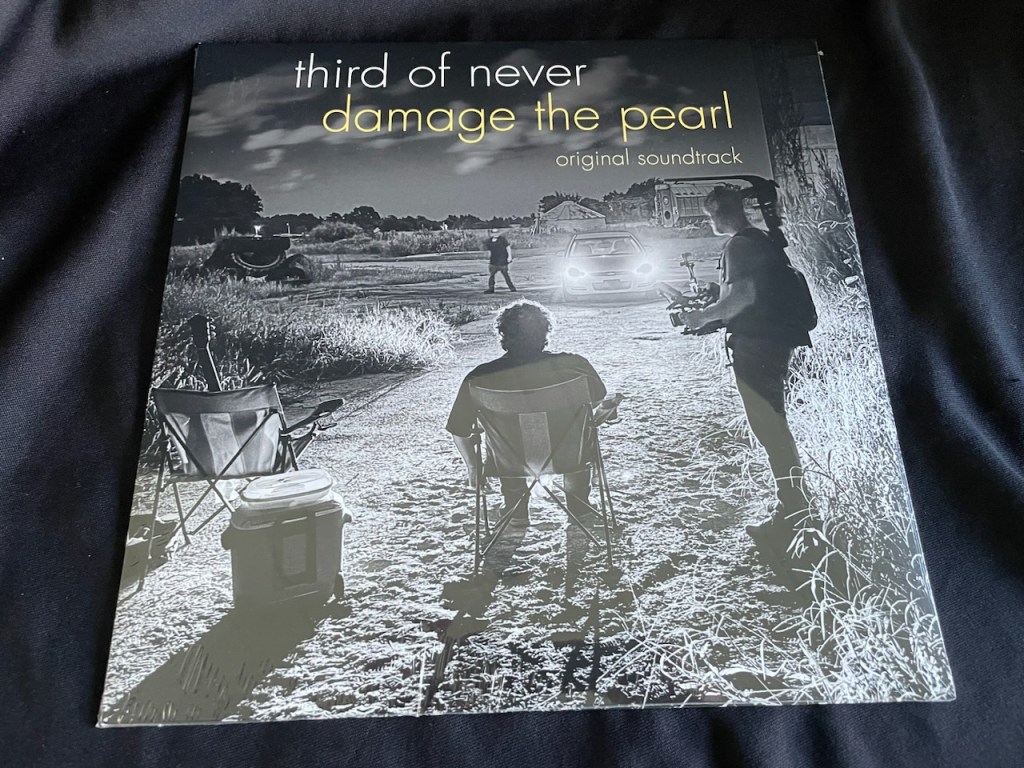 third of never
damage the pearl
original soundtrack